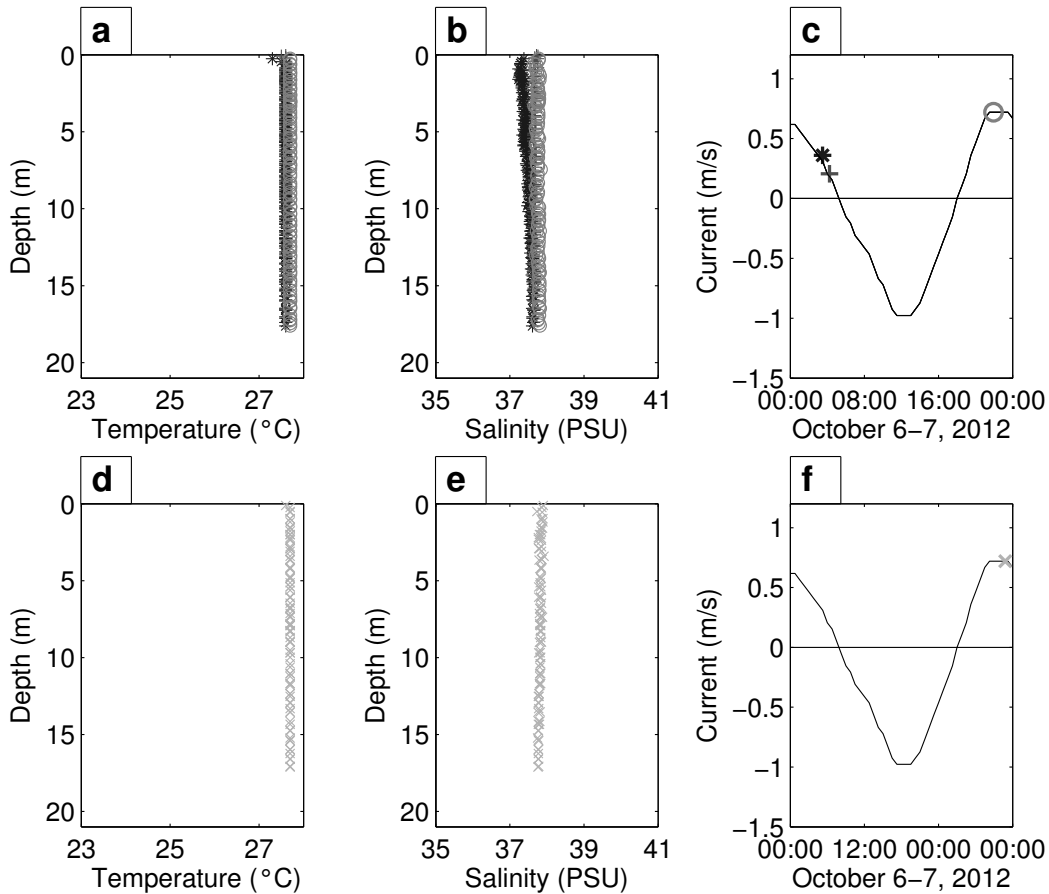 a
0
5
10
15
20
Depth (m)
23 25 27
Temperature (°C)
b
0
5
10
15
20
Depth (m)
35 37 39 41
Salinity (PSU)
c
1
0.5
0
−0.5
−1
−1.5
Current (m/s)
00:00 08:00 16:00 00:00
October 6−7, 2012
d
0
5
10
15
20
Depth (m)
23 25 27
Temperature (°C)
e
0
5
10
15
20
Depth (m)
35 37 39 41
Salinity (PSU)
f
1
0.5
0
−0.5
−1
−1.5
Current (m/s)
00:00 12:00 00:00 00:00
October 6−7, 2012